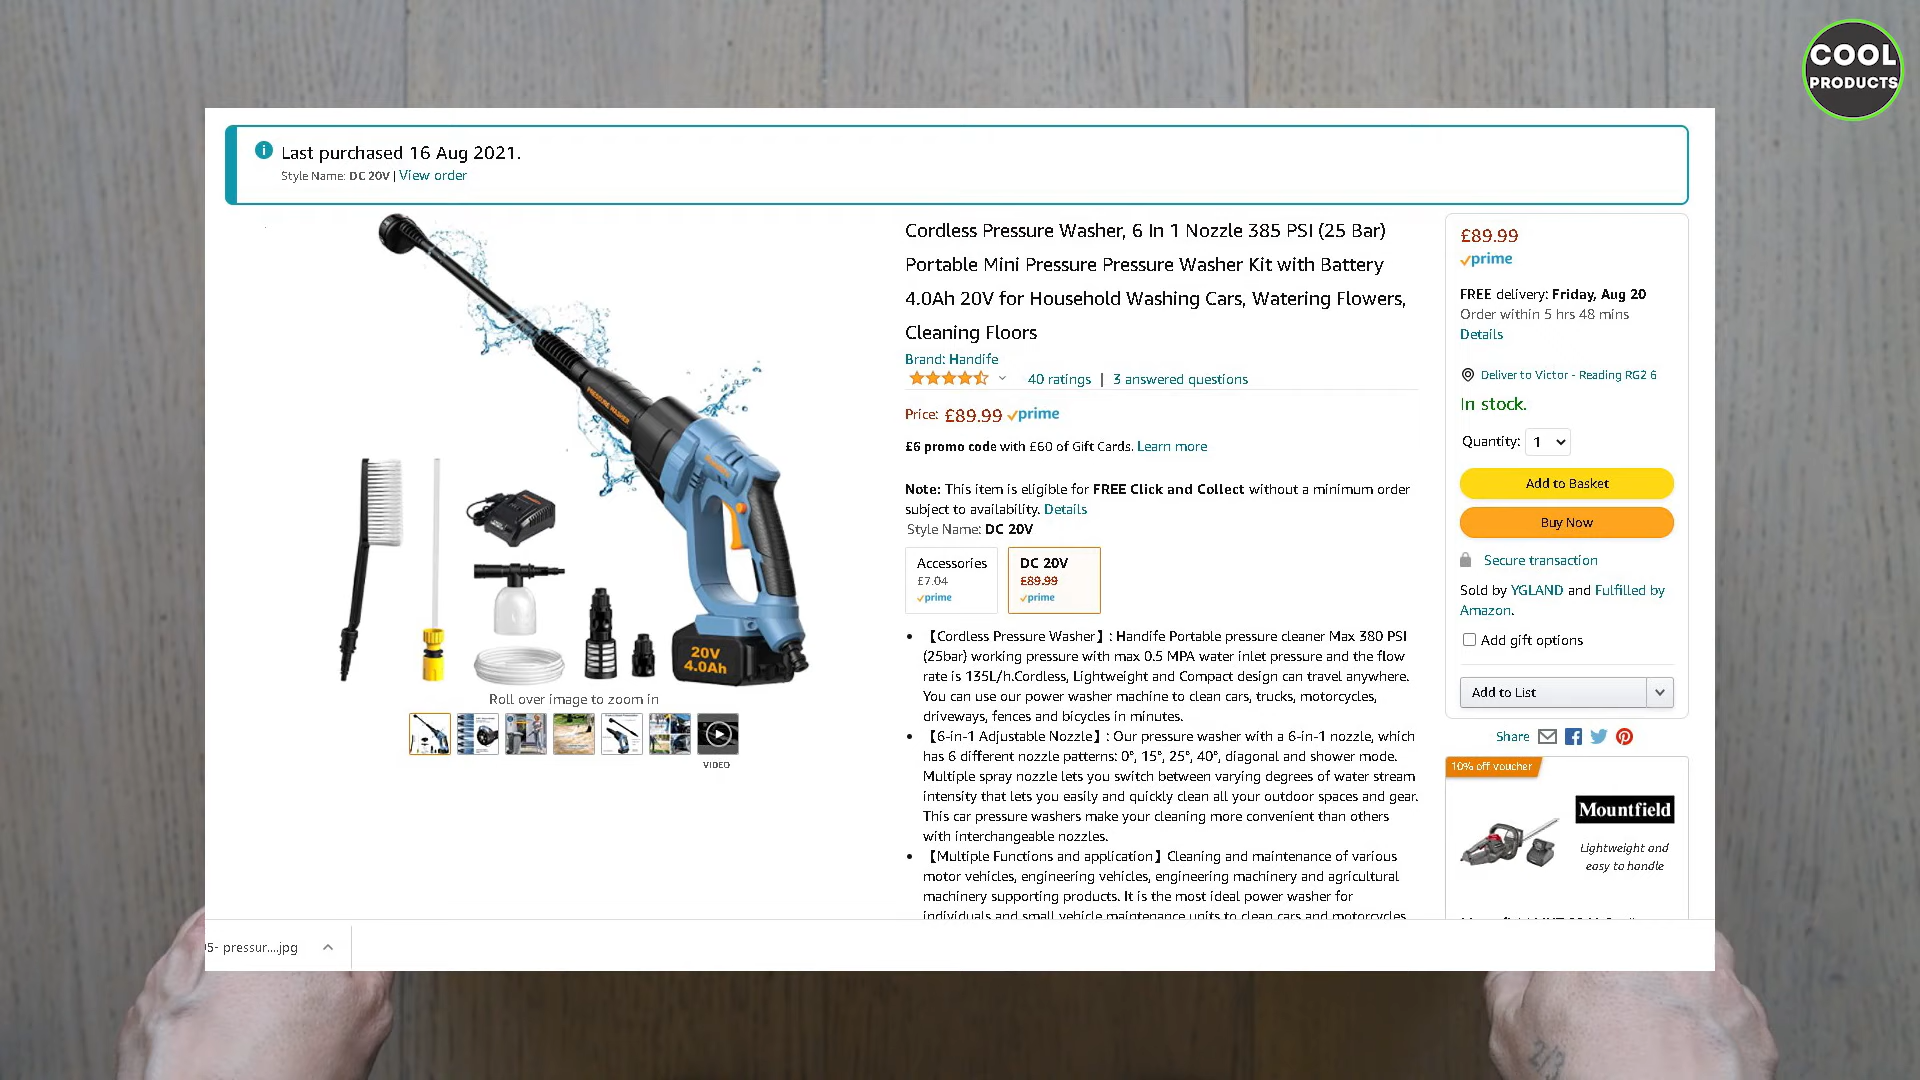 COOL
PRODUCTS
Last purchased 16 Aug 2021.
Style Name: DC 20V | View order
Cordless Pressure Washer, 6 In 1 Nozzle 385 PSI (25 Bar)
Portable Mini Pressure Pressure Washer Kit with Battery
4.0Ah 20V for Household Washing Cars, Watering Flowers,
Cleaning Floors
Brand: Handife
40 ratings | 3 answered questions
Price: £89.99 prime
£6 promo code with £60 of Gift Cards. Learn more
Note: This item is eligible for FREE Click and Collect without a minimum order
subject to availability. Details
Style Name: DC 20V
Accessories
£7.04
prime
DC 20V
£89.99
prime
【Cordless Pressure Washer】: Handife Portable pressure cleaner Max 380 PSI
(25bar) working pressure with max 0.5 MPA water inlet pressure and the flow
rate is 135L/h.Cordless, Lightweight and Compact design can travel anywhere.
You can use our power washer machine to clean cars, trucks, motorcycles,
driveways, fences and bicycles in minutes.
【6-in-1 Adjustable Nozzle】: Our pressure washer with a 6-in-1 nozzle, which
has 6 different nozzle patterns: 0°, 15°, 25°, 40°, diagonal and shower mode.
Multiple spray nozzle lets you switch between varying degrees of water stream
intensity that lets you easily and quickly clean all your outdoor spaces and gear.
This car pressure washers make your cleaning more convenient than others
with interchangeable nozzles.
【Multiple Functions and application】Cleaning and maintenance of various
motor vehicles, engineering vehicles, engineering machinery and agricultural
machinery supporting products. It is the most ideal power washer for
individuals and small vehicle maintenance units to clean cars and motorcycles
PRESSURE WASHER
20V
4.0Ah
Roll over image to zoom in
VIDEO
£89.99
prime
FREE delivery: Friday, Aug 20
Order within 5 hrs 48 mins
Details
Deliver to Victor - Reading RG2 6
In stock.
Quantity: 1
Add to Basket
Buy Now
Secure transaction
Sold by YGLAND and Fulfilled by
Amazon.
Add gift options
Add to List
Share
10% off voucher
Mountfield
Lightweight and
easy to handle
5- pressur....jpg